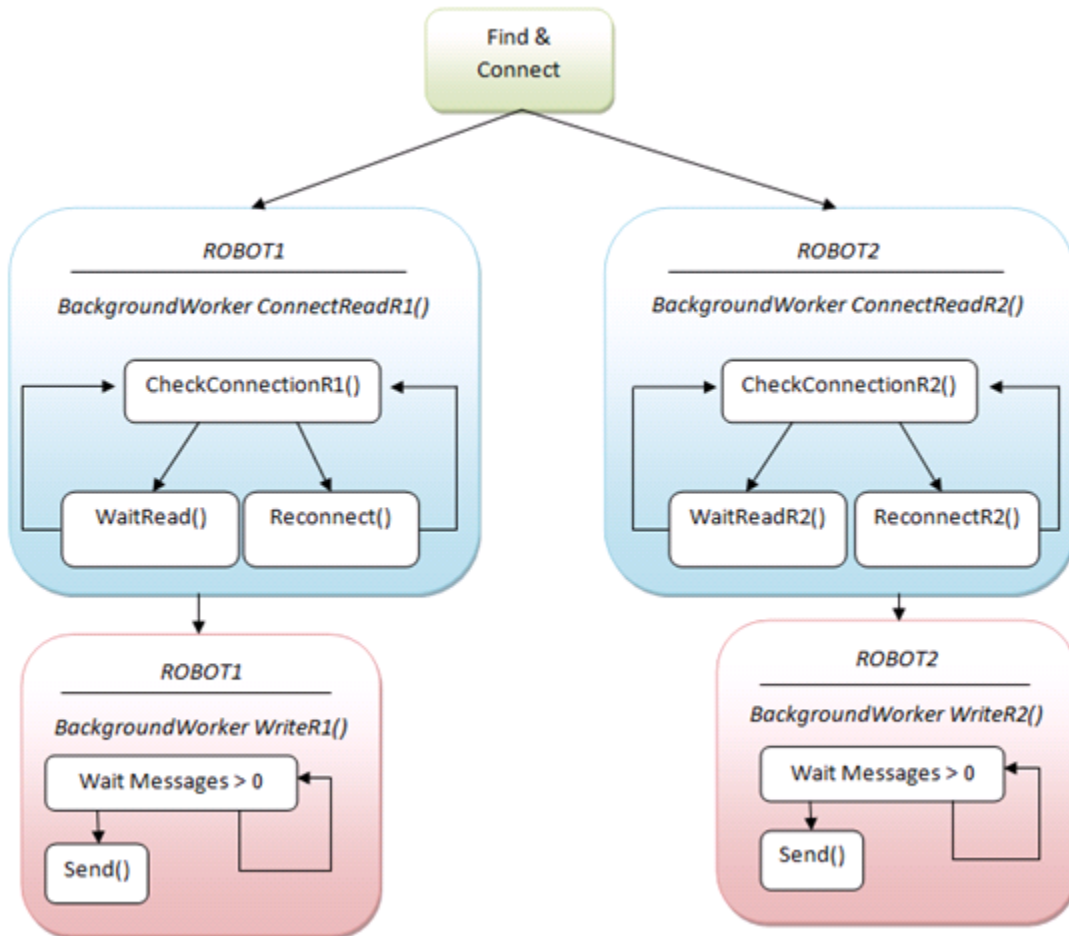 Find &
Connect
ROBOT1
BackgroundWorker ConnectReadR1()
CheckConnectionR1()
WaitRead()
Reconnect()
ROBOT2
BackgroundWorker ConnectReadR2()
CheckConnectionR2()
WaitReadR2()
ReconnectR2()
ROBOT1
BackgroundWorker WriteR1()
Wait Messages > 0
Send()
ROBOT2
BackgroundWorker WriteR2()
Wait Messages > 0
Send()